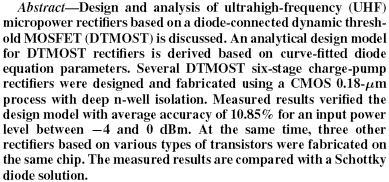 Abstract—Design and analysis of ultrahigh-frequency (UHF)
micropower rectifiers based on a diode-connected dynamic thresh-
old MOSFET (DTMOST) is discussed. An analytical design model
for DTMOST rectifiers is derived based on curve-fitted diode
equation parameters. Several DTMOST six-stage charge-pump
rectifiers were designed and fabricated using a CMOS 0.18-μm
process with deep n-well isolation. Measured results verified the
design model with average accuracy of 10.85% for an input power
level between −4 and 0 dBm. At the same time, three other
rectifiers based on various types of transistors were fabricated on
the same chip. The measured results are compared with a Schottky
diode solution.